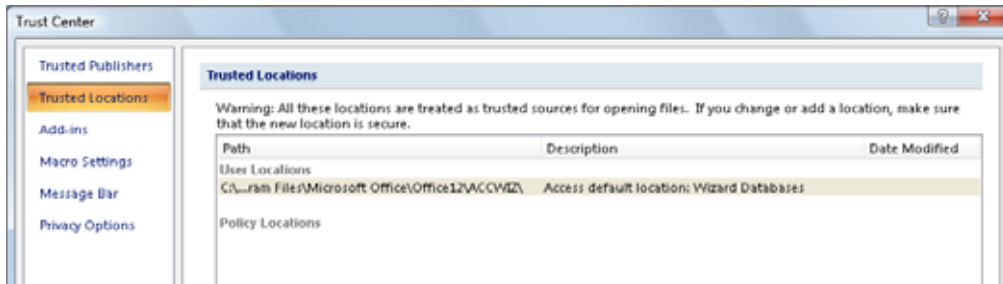 Trust Center
Trusted Publishers
Trusted Locations
Add-ins
Macro Settings
Message Bar
Privacy Options
Trusted Locations
Warning: All these locations are treated as trusted sources for opening files. If you change or add a location, make sure
that the new location is secure.
Path Description Date Modified
User Locations
C:\...ram Files\Microsoft Office\Office12\ACCWIZ\ Access default location: Wizard Databases
Policy Locations